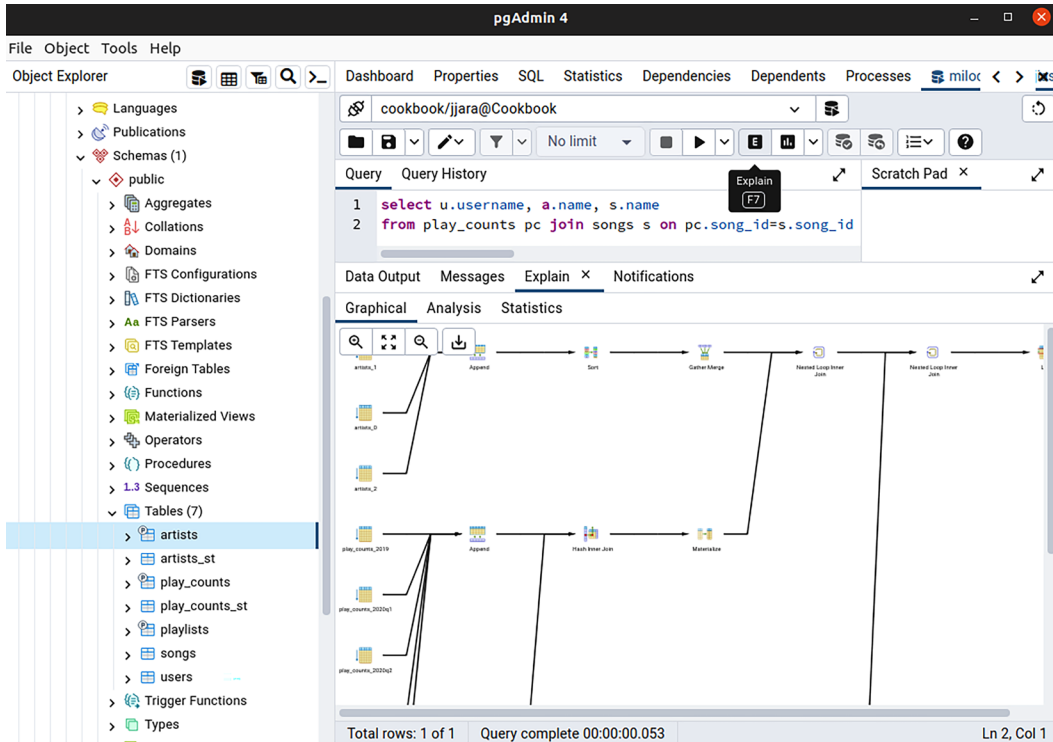 pgAdmin 4
File Object Tools Help
Object Explorer
Dashboard Properties SQL Statistics Dependencies Dependents Processes miloc
Languages
Publications
Schemas (1)
public
Aggregates
Collations
Domains
FTS Configurations
FTS Dictionaries
Aa FTS Parsers
FTS Templates
Foreign Tables
Functions
Materialized Views
Operators
Procedures
1..3 Sequences
Tables (7)
artists
artists_st
play_counts
play_counts_st
playlists
songs
users
Trigger Functions
Types
cookbook/jjara@Cookbook
No limit
E
Query Query History
Explain
F7
Scratch Pad
1 select u.username, a.name, s.name
2 from play_counts pc join songs s on pc.song_id=s.song_id
Data Output Messages Explain Notifications
Graphical Analysis Statistics
artists_1 Append Sort Gather Merge Nested Loop Inner Join Nested Loop Inner Join
artists_0
artists_2
play_counts_2019 Append Hash Inner Join Materialize
play_counts_2020q1
play_counts_2020q2
Total rows: 1 of 1 Query complete 00:00:00.053 Ln 2, Col 1